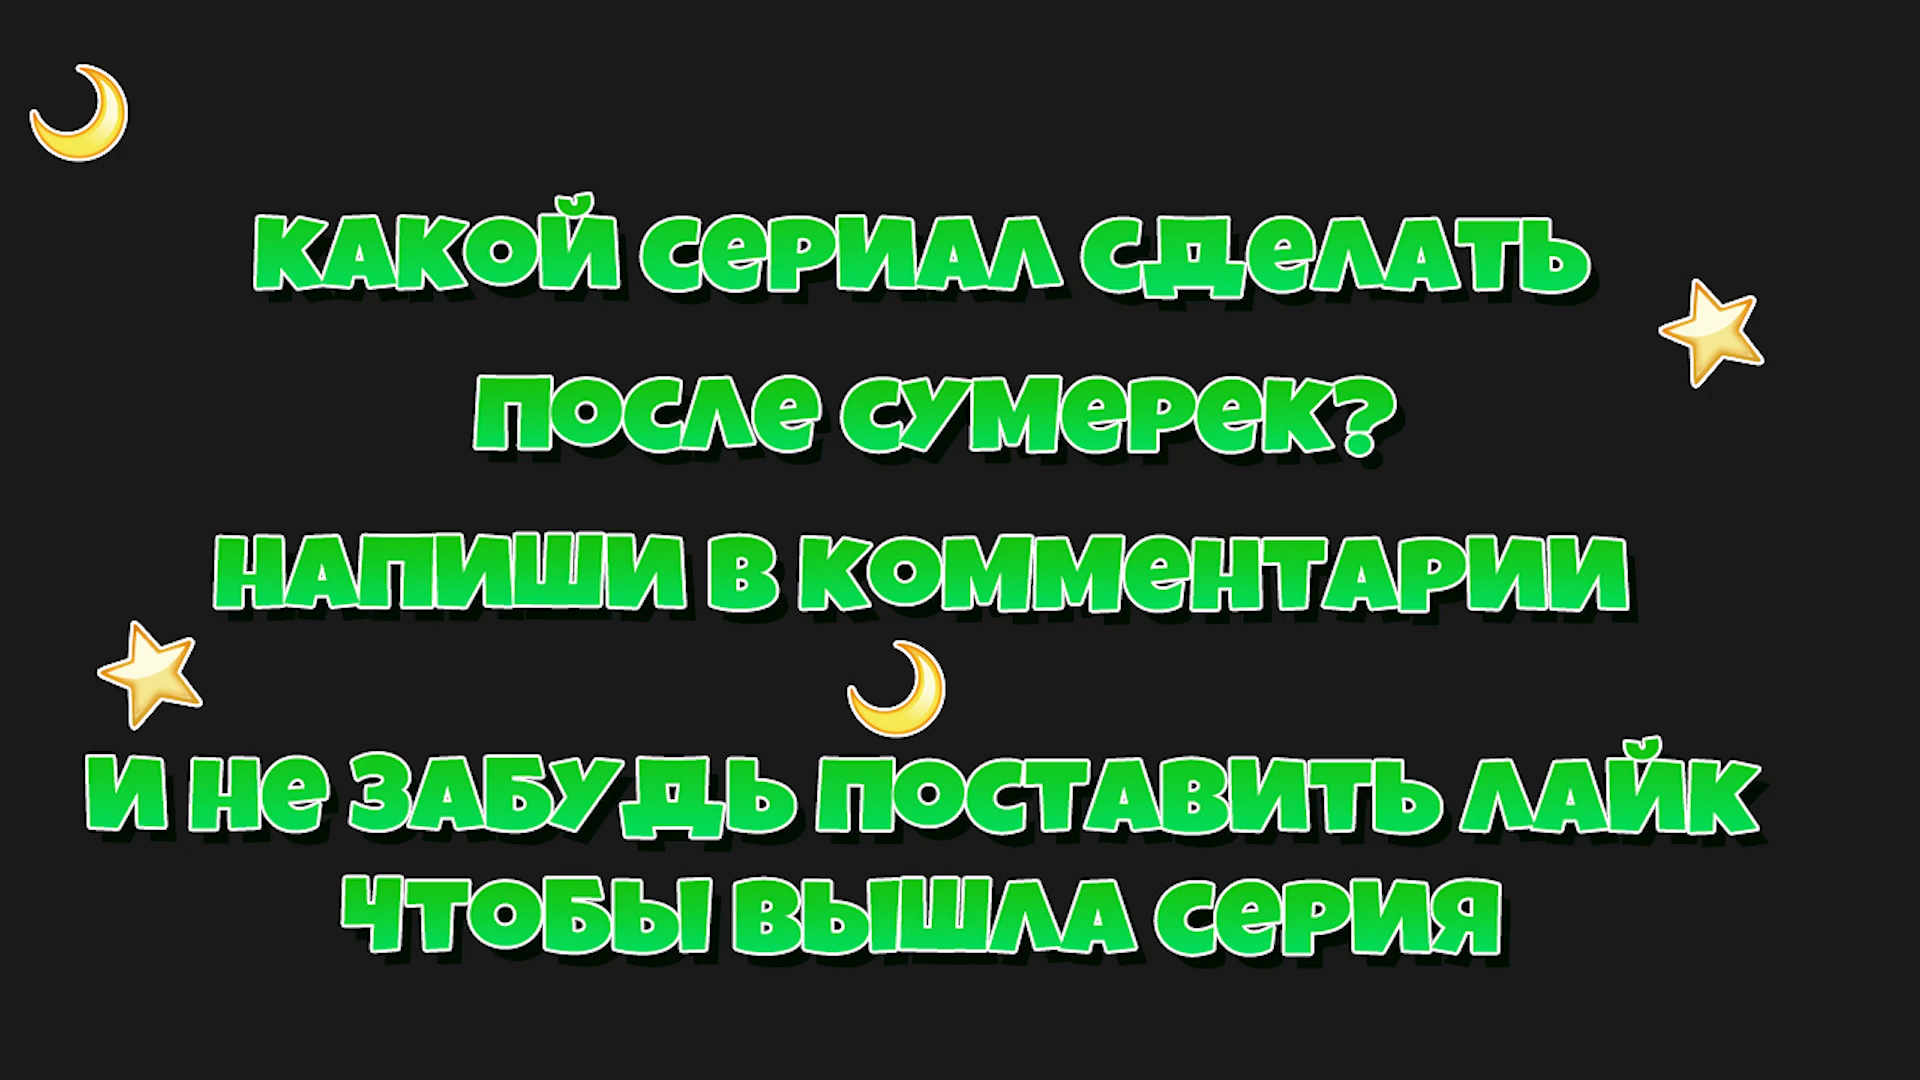 КАКОЙ СЕРИАЛ СДЕЛАТЬ
ПОСЛЕ СУМЕРЕК?
НАПИШИ В КОММЕНТАРИИ
И НЕ ЗАБУДЬ ПОСТАВИТЬ ЛАЙК
ЧТОБЫ ВЫШЛА СЕРИЯ